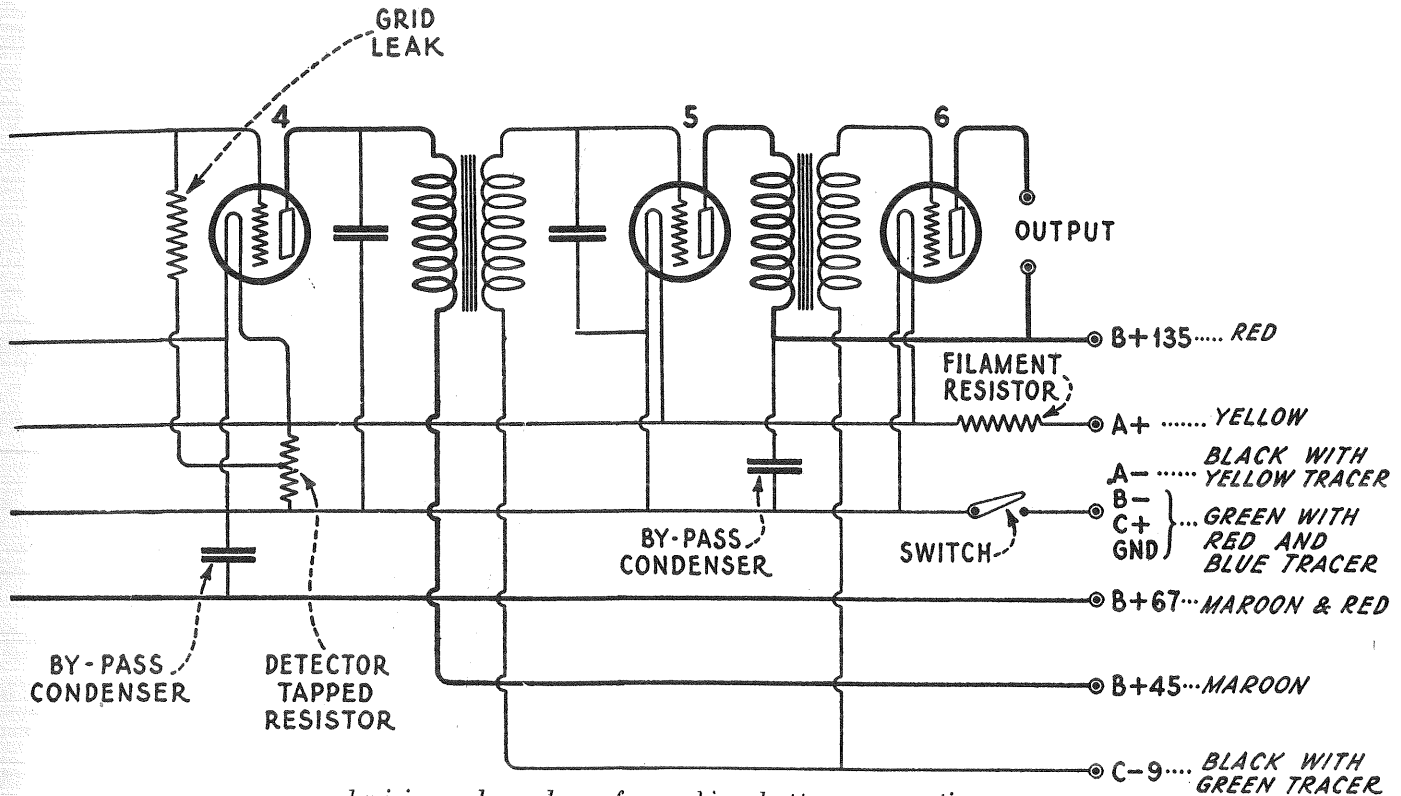 GRID
LEAK
4
5
6
OUTPUT
B+135..... RED
FILAMENT
RESISTOR
A+ ....... YELLOW
A- ...... BLACK WITH
YELLOW TRACER
B-
C+
GND
... GREEN WITH
RED AND
BLUE TRACER
SWITCH
BY-PASS
CONDENSER
B+67... MAROON & RED
BY-PASS
CONDENSER
DETECTOR
TAPPED
RESISTOR
B+45... MAROON
C-9.... BLACK WITH
GREEN TRACER